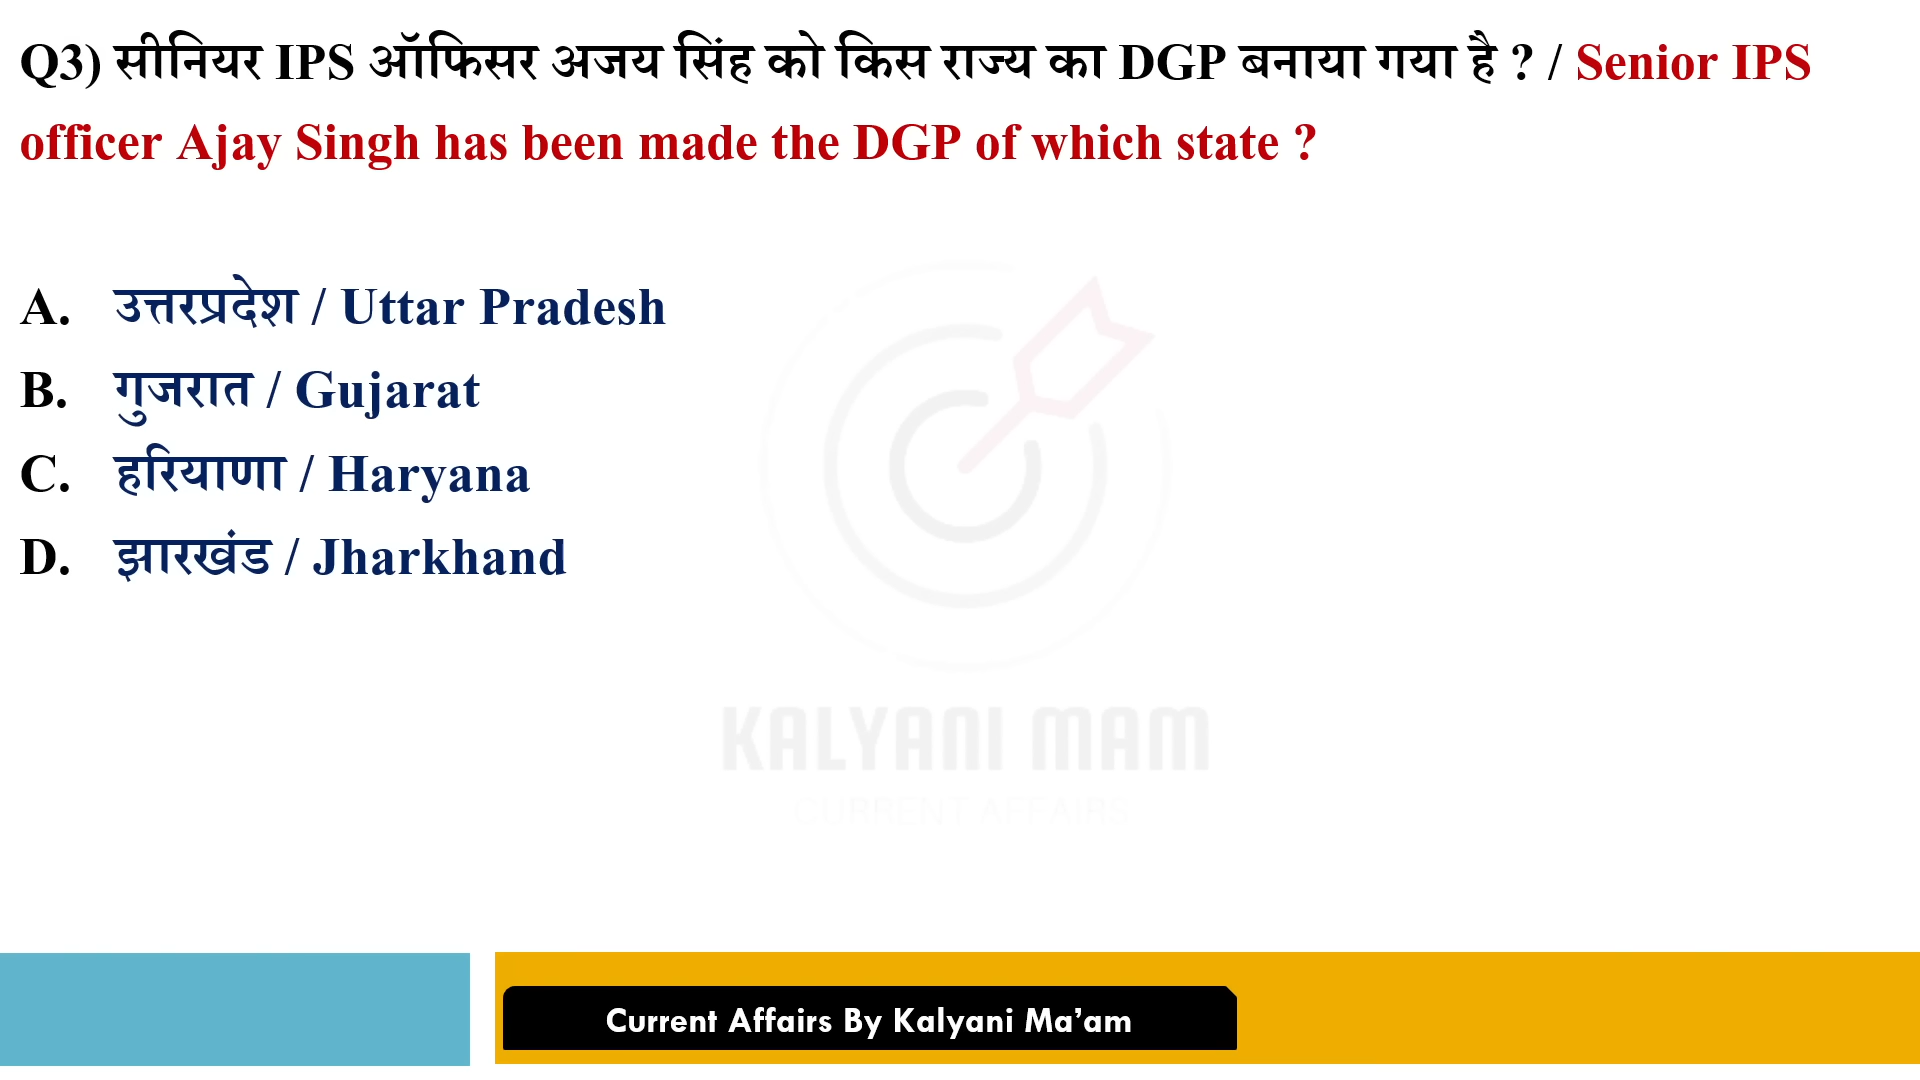 Q3) सीनियर IPS ऑफिसर अजय सिंह को किस राज्य का DGP बनाया गया है ? / Senior IPS
officer Ajay Singh has been made the DGP of which state ?
A. उत्तरप्रदेश / Uttar Pradesh
B. गुजरात / Gujarat
C. हरियाणा / Haryana
D. झारखंड / Jharkhand
KALYANI MAM
CURRENT AFFAIRS
Current Affairs By Kalyani Ma’am